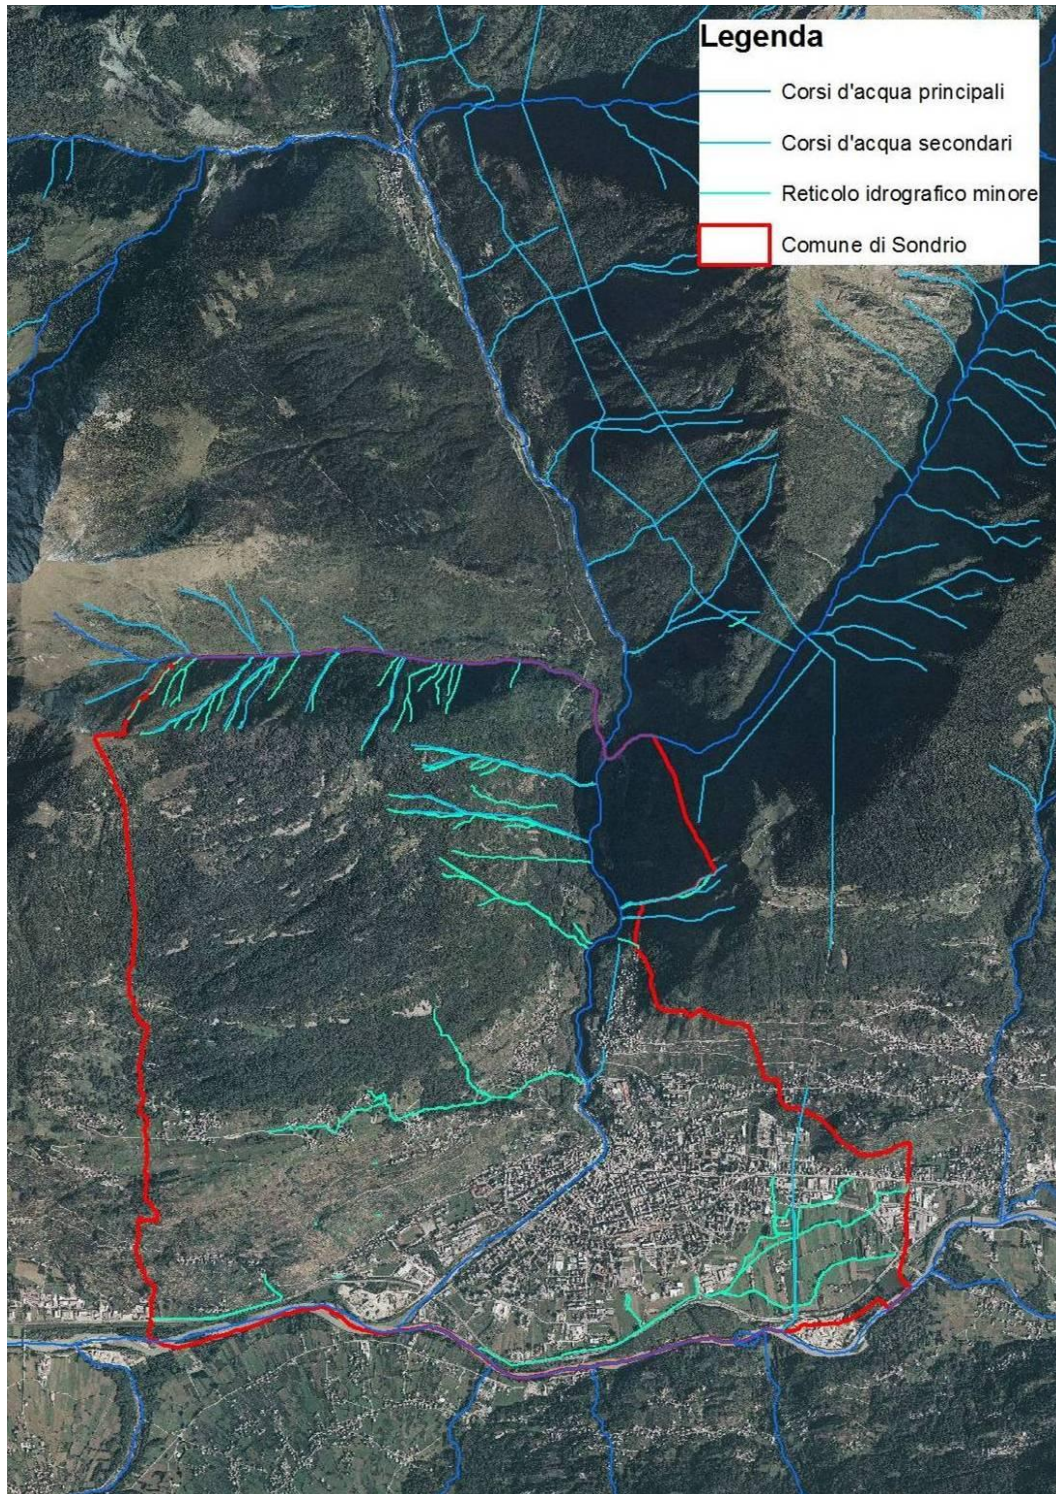 Legenda
Corsi d'acqua principali
Corsi d'acqua secondari
Reticolo idrografico minore
Comune di Sondrio